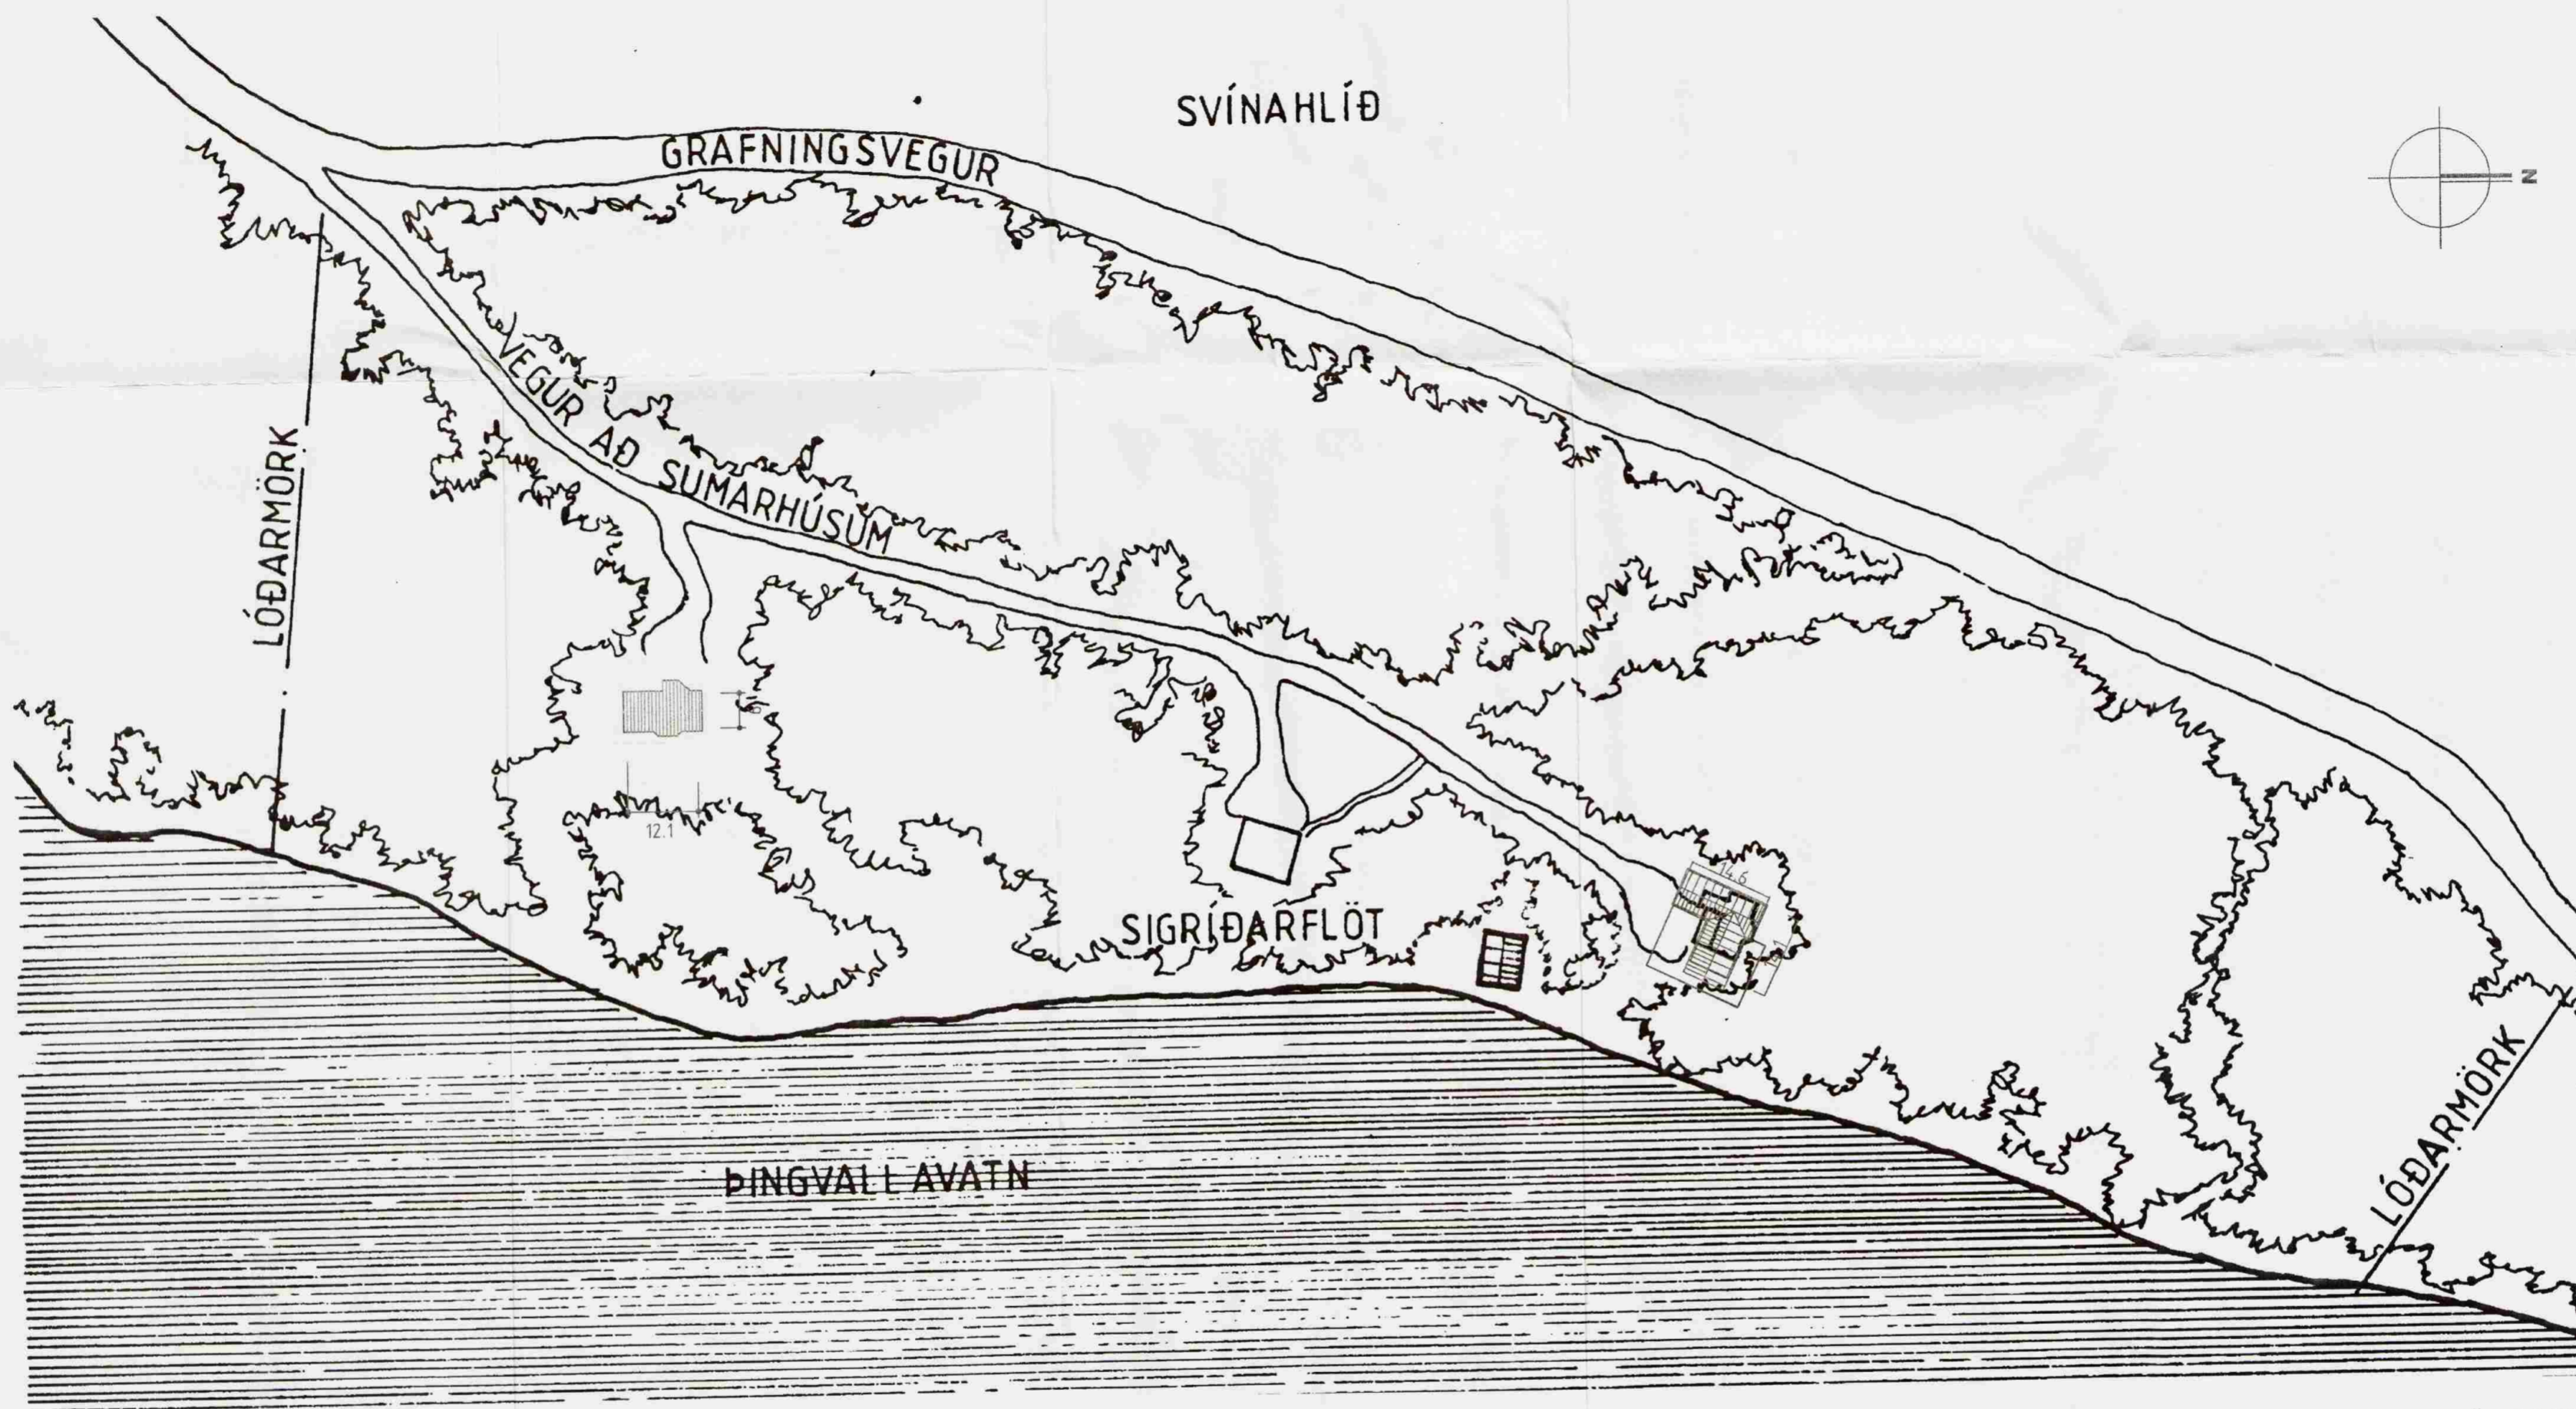 SVÍNAHLÍÐ
GRAFNINGSVEGUR
N
VEGUR AÐ SUMARHÚSUM
LÓÐARMÖRK
12.1
14.6
SIGRÍÐARFLÖT
ÞINGVALLAVATN
LÓÐARMÖRK